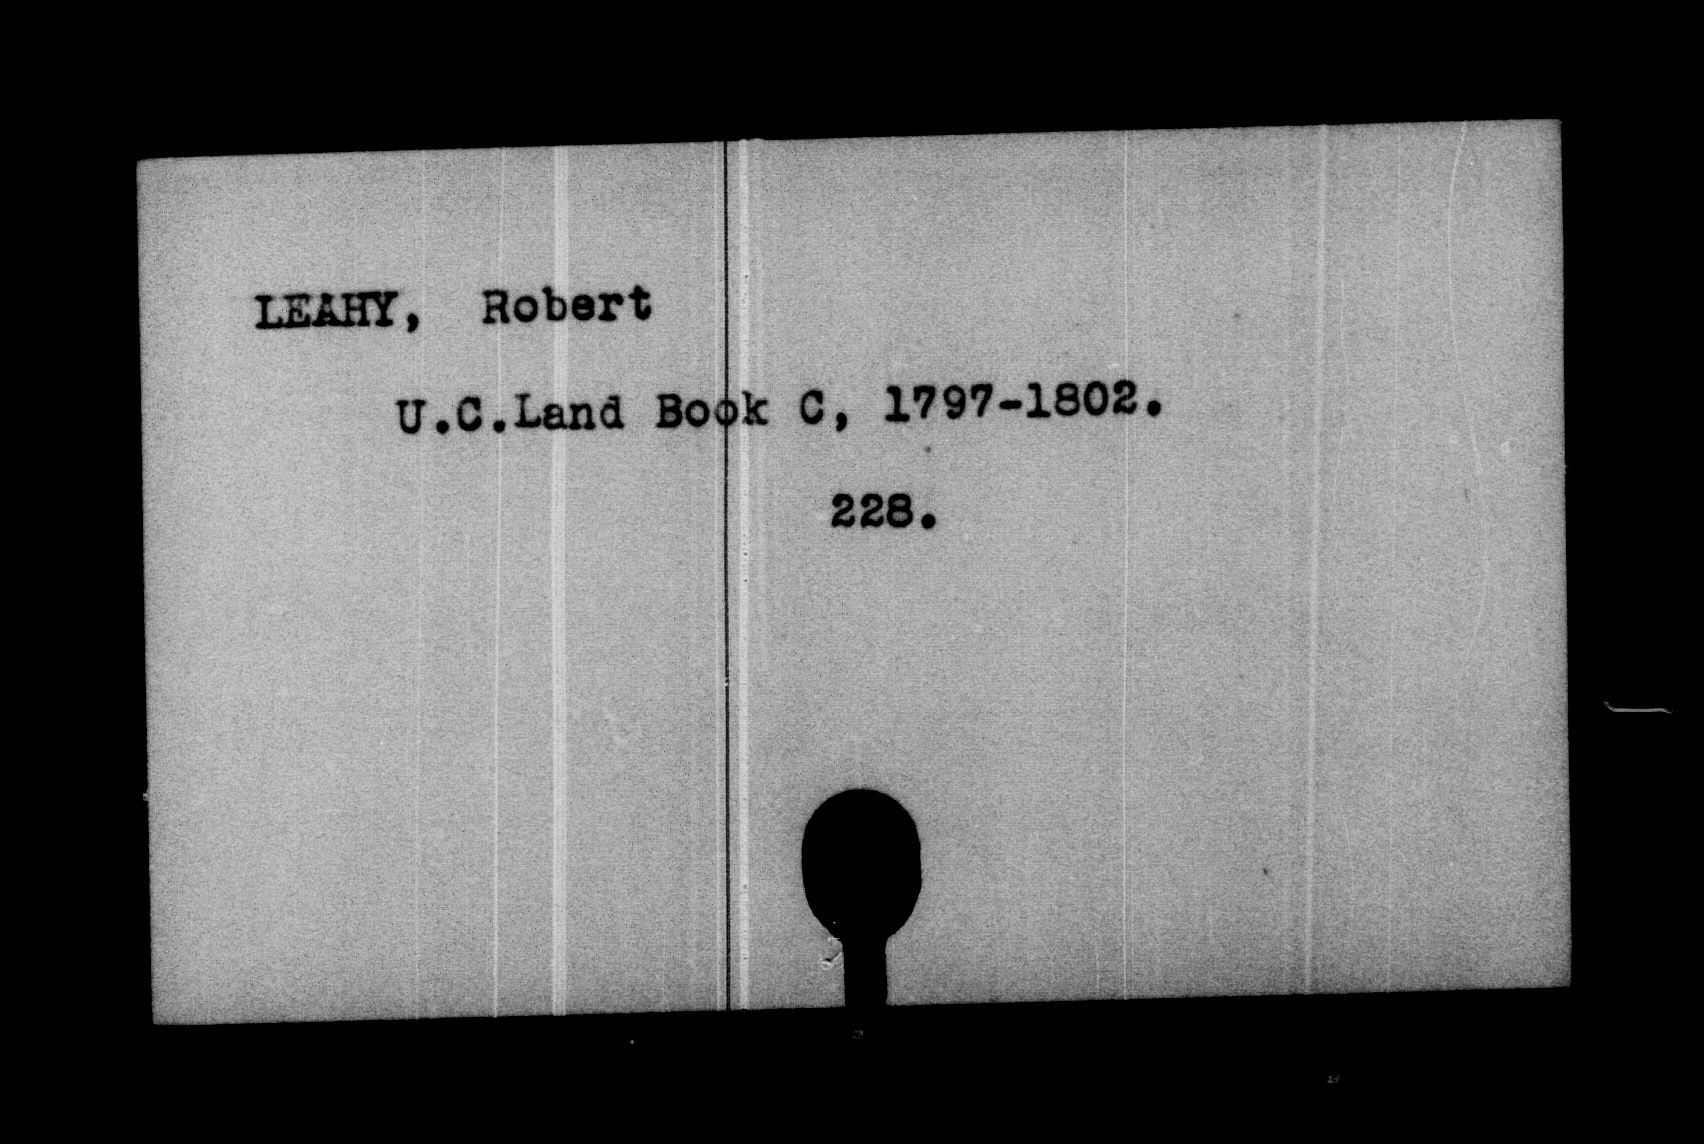 LEAHY, Robert
U.C.Land Book C, 1797-1802.
228.